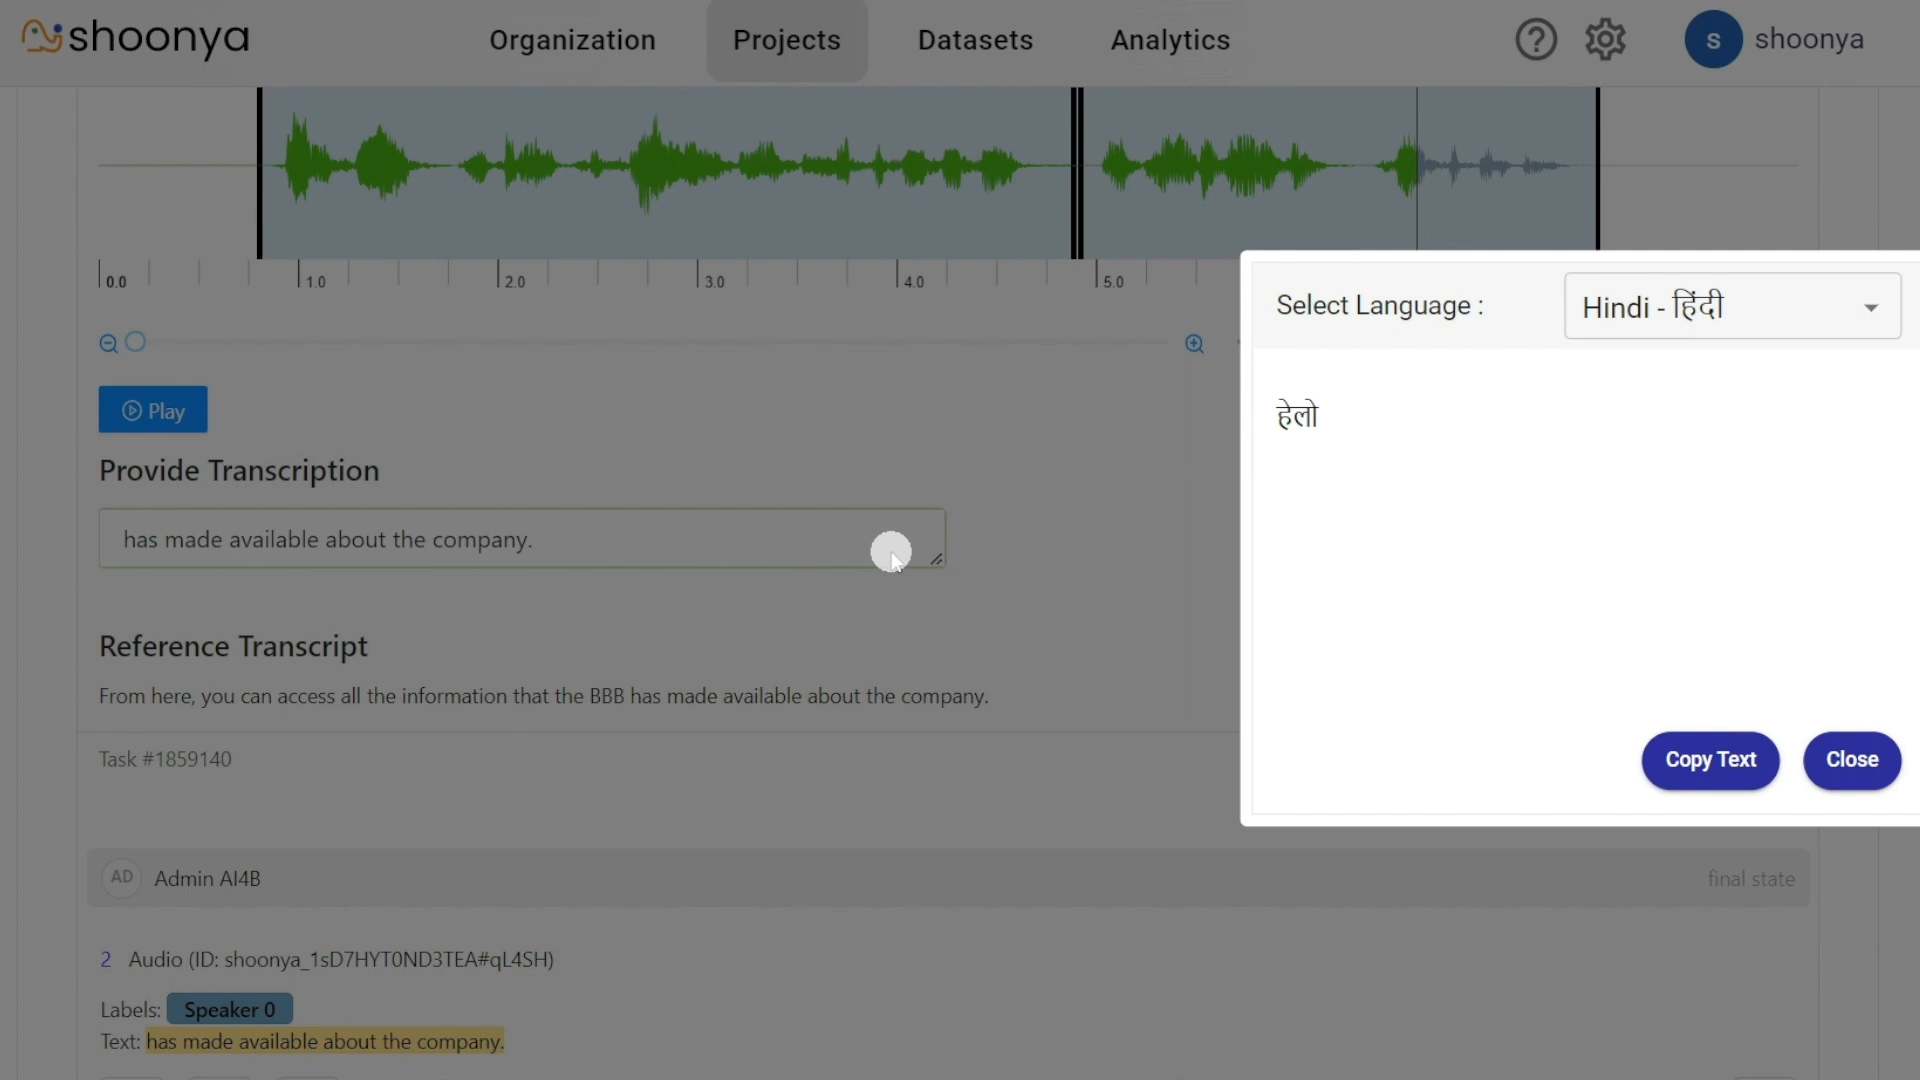 shoonya
Organization
Projects
Datasets
Analytics
s
shoonya
0.0
1.0
2.0
3.0
4.0
5.0
Select Language :
Hindi - हिंदी
हेलो
Play
Provide Transcription
has made available about the company.
Reference Transcript
From here, you can access all the information that the BBB has made available about the company.
Copy Text
Close
Task #1859140
AD
Admin AI4B
final state
2 Audio (ID: shoonya_1sD7HYT0ND3TEA#qL4SH)
Labels: Speaker 0
Text: has made available about the company.